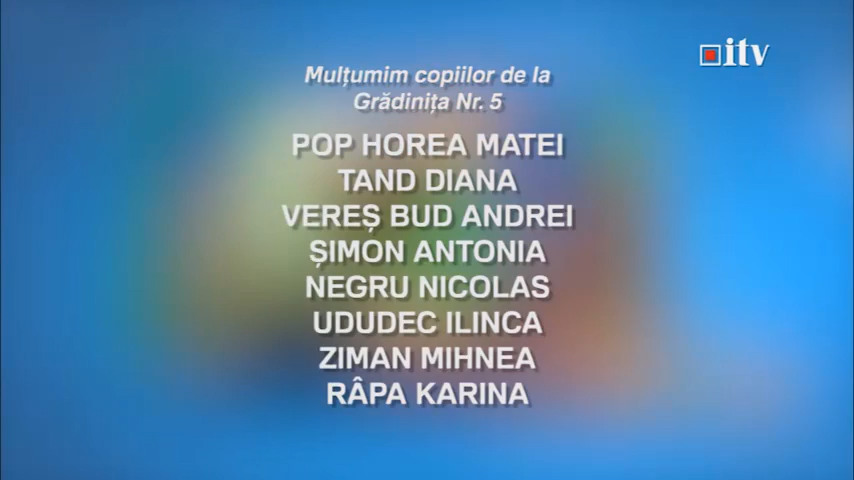 itv
Mulțumim copiilor de la
Grădinița Nr. 5
POP HOREA MATEI
TAND DIANA
VEREȘ BUD ANDREI
ȘIMON ANTONIA
NEGRU NICOLAS
UDUDEC ILINCA
ZIMAN MIHNEA
RÂPA KARINA